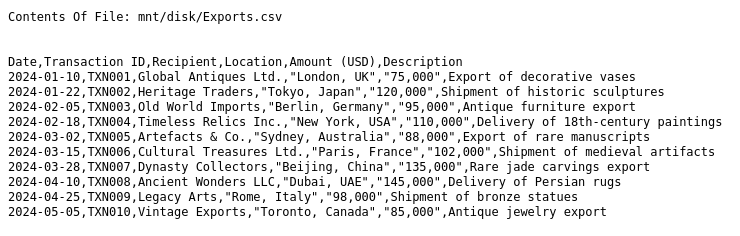 Contents Of File: mnt/disk/Exports.csv
Date,Transaction ID,Recipient,Location,Amount (USD),Description
2024-01-10,TXN001,Global Antiques Ltd.,"London, UK","75,000",Export of decorative vases
2024-01-22,TXN002,Heritage Traders,"Tokyo, Japan","120,000",Shipment of historic sculptures
2024-02-05,TXN003,Old World Imports,"Berlin, Germany","95,000",Antique furniture export
2024-02-18,TXN004,Timeless Relics Inc.,"New York, USA","110,000",Delivery of 18th-century paintings
2024-03-02,TXN005,Artefacts & Co.,"Sydney, Australia","88,000",Export of rare manuscripts
2024-03-15,TXN006,Cultural Treasures Ltd.,"Paris, France","102,000",Shipment of medieval artifacts
2024-03-28,TXN007,Dynasty Collectors,"Beijing, China","135,000",Rare jade carvings export
2024-04-10,TXN008,Ancient Wonders LLC,"Dubai, UAE","145,000",Delivery of Persian rugs
2024-04-25,TXN009,Legacy Arts,"Rome, Italy","98,000",Shipment of bronze statues
2024-05-05,TXN010,Vintage Exports,"Toronto, Canada","85,000",Antique jewelry export